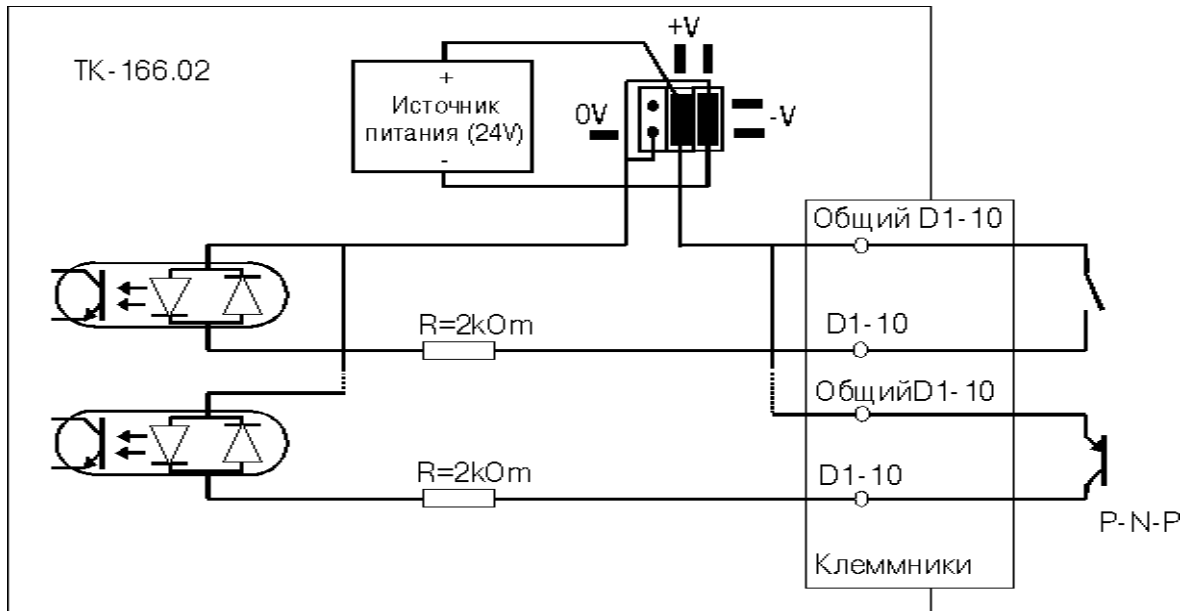 +V
ТК-166.02
+
Источник
питания (24V)
-
0V
-V
Общий D1-10
R=2kOm
D1-10
ОбщийD1-10
R=2kOm
D1-10
P-N-P
Клеммники